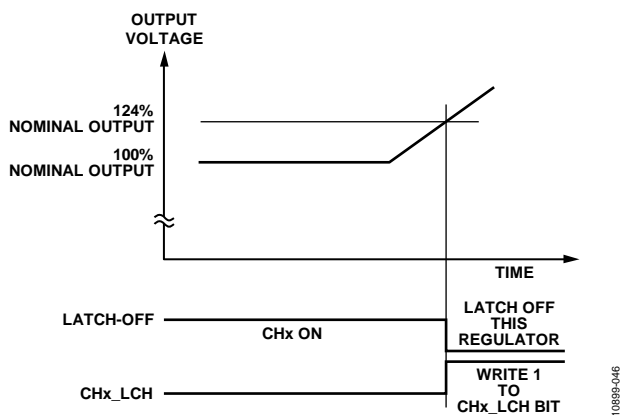 OUTPUT
VOLTAGE
124%
NOMINAL OUTPUT
100%
NOMINAL OUTPUT
TIME
LATCH-OFF
CHx ON
LATCH OFF
THIS
REGULATOR
CHx_LCH
WRITE 1
TO
CHx_LCH BIT
10899-046